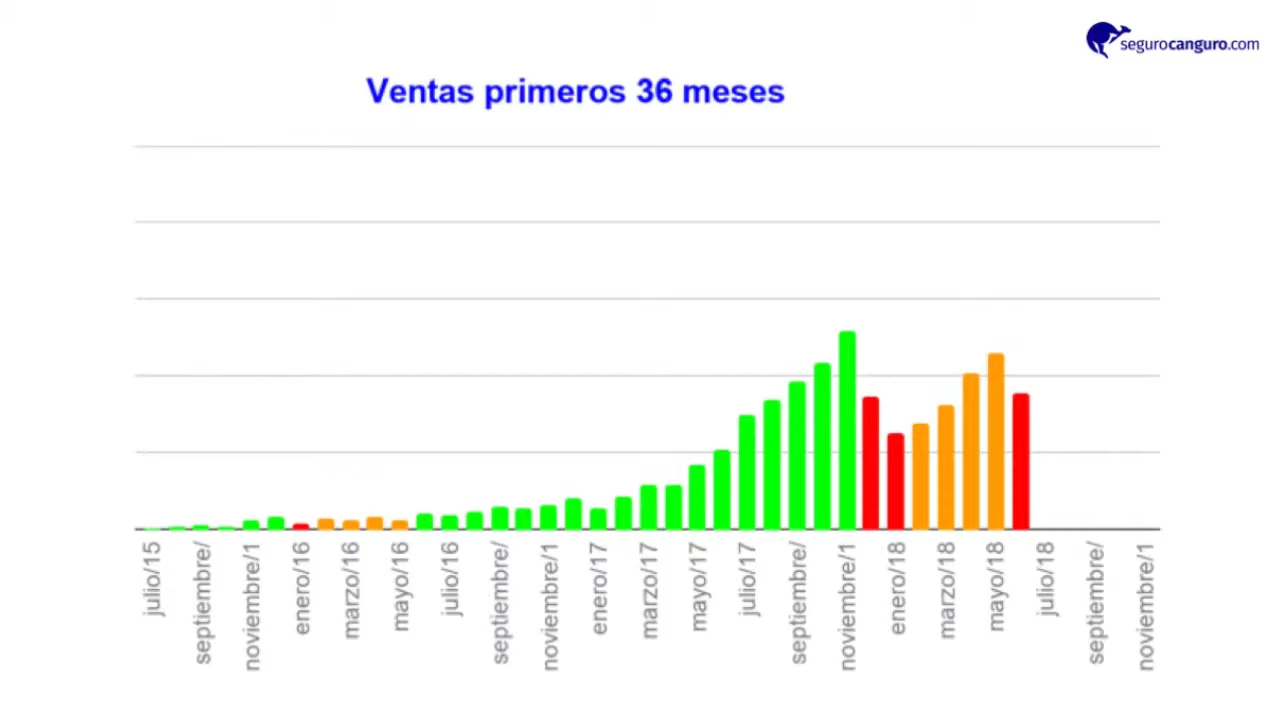 segurocanguro.com
Ventas primeros 36 meses
julio/15
septiembre/
noviembre/1
enero/16
marzo/16
mayo/16
julio/16
septiembre/
noviembre/1
enero/17
marzo/17
mayo/17
julio/17
septiembre/
noviembre/1
enero/18
marzo/18
mayo/18
julio/18
septiembre/
noviembre/1